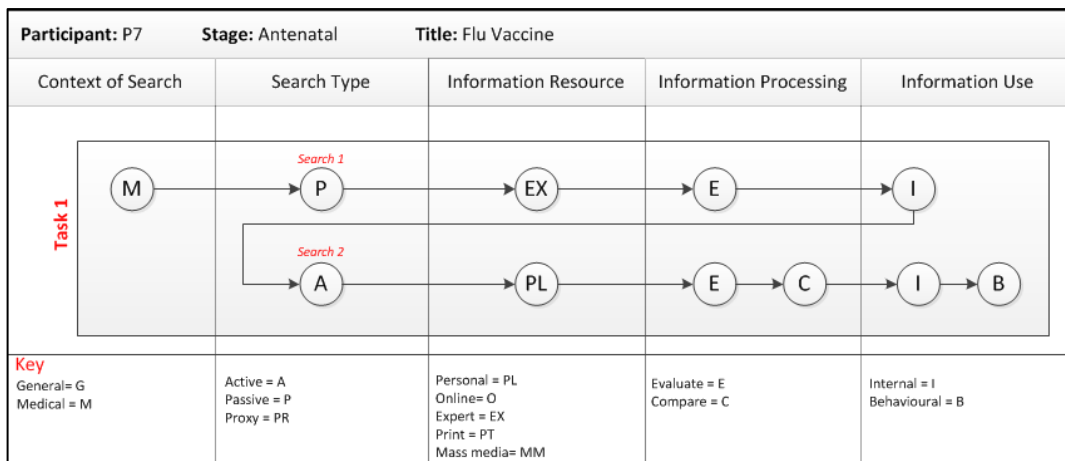 Participant: P7 Stage: Antenatal Title: Flu Vaccine
Context of Search Search Type Information Resource Information Processing Information Use
Task 1
Search 1
M P EX E I
Search 2
A PL E C I B
Key
General= G
Medical = M
Active = A
Passive = P
Proxy = PR
Personal = PL
Online= O
Expert = EX
Print = PT
Mass media= MM
Evaluate = E
Compare = C
Internal = I
Behavioural = B